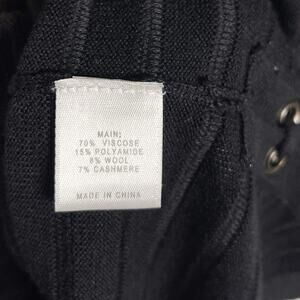 MAIN:
70% VISCOSE
15% POLYAMIDE
8% WOOL
7% CASHMERE
MADE IN CHINA